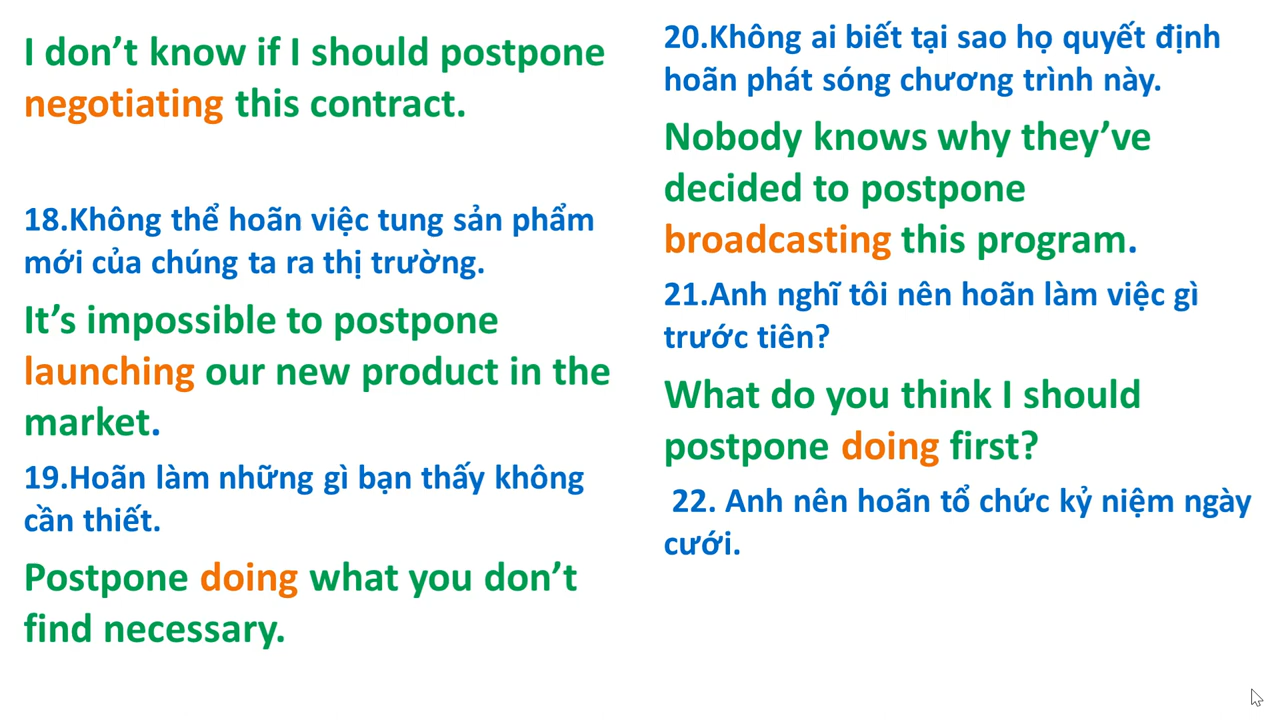 I don’t know if I should postpone
negotiating this contract.
18.Không thể hoãn việc tung sản phẩm
mới của chúng ta ra thị trường.
It’s impossible to postpone
launching our new product in the
market.
19.Hoãn làm những gì bạn thấy không
cần thiết.
Postpone doing what you don’t
find necessary.
20.Không ai biết tại sao họ quyết định
hoãn phát sóng chương trình này.
Nobody knows why they’ve
decided to postpone
broadcasting this program.
21.Anh nghĩ tôi nên hoãn làm việc gì
trước tiên?
What do you think I should
postpone doing first?
22. Anh nên hoãn tổ chức kỷ niệm ngày
cưới.